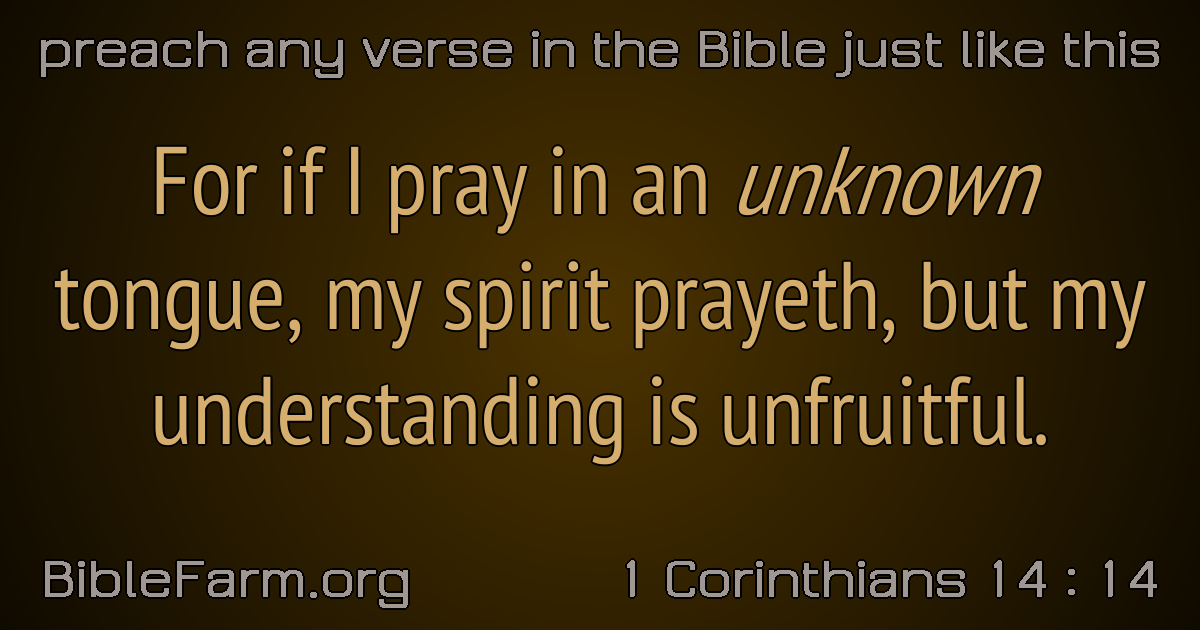 preach any verse in the Bible just like this
For if I pray in an unknown
tongue, my spirit prayeth, but my
understanding is unfruitful.
BibleFarm.org
1 Corinthians 14 : 14